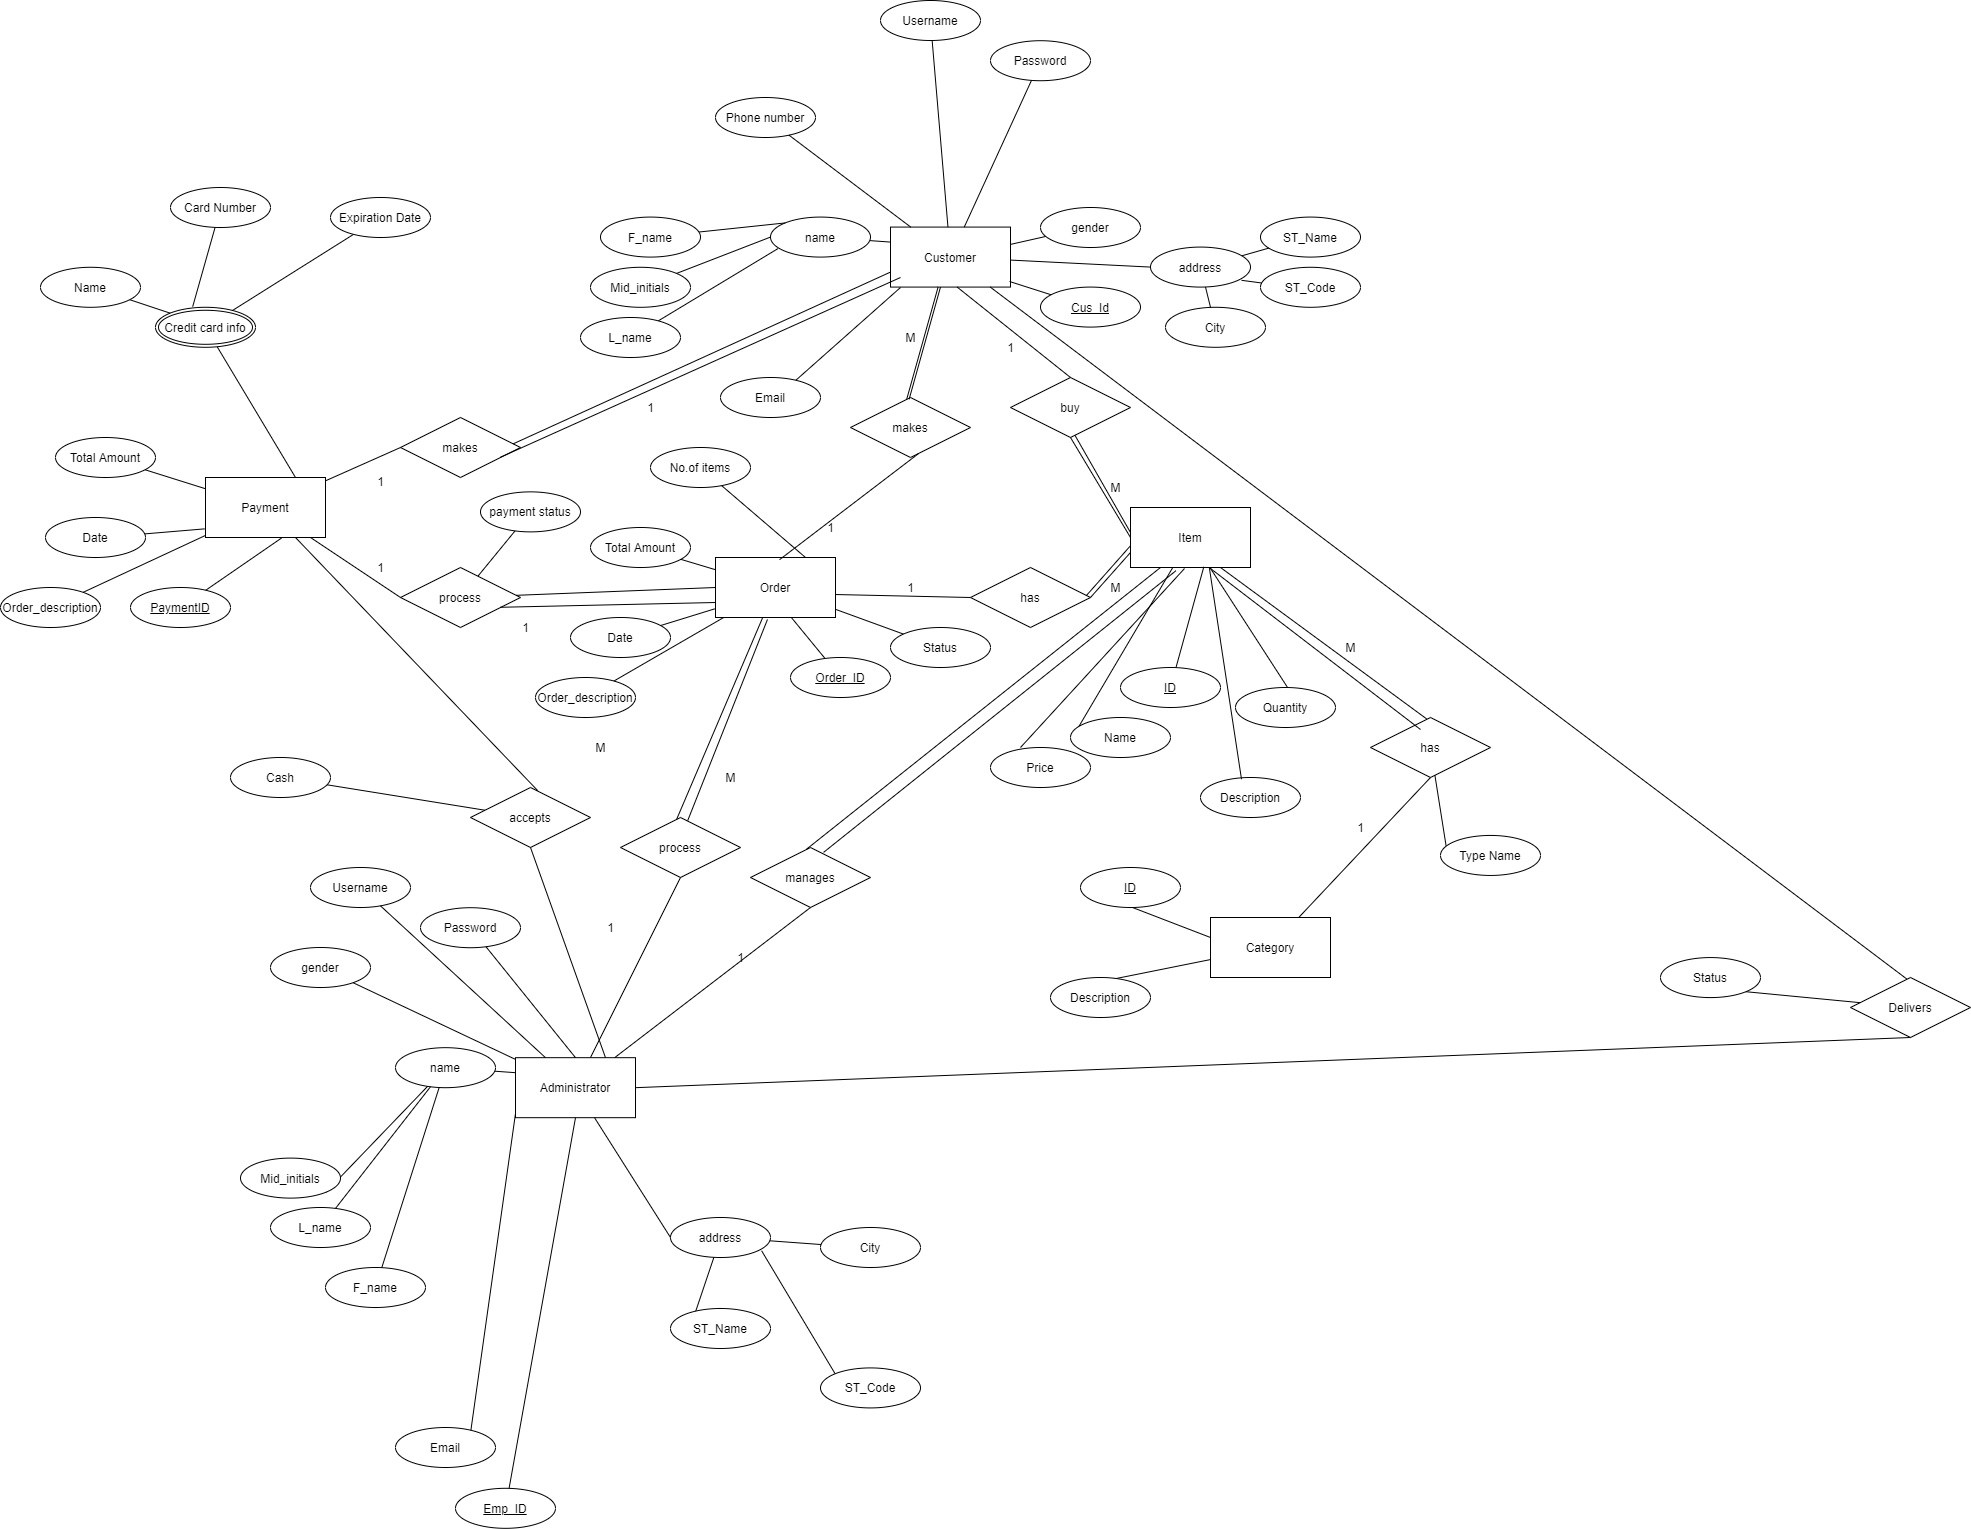 Username
Password
Phone number
Card Number
Expiration Date
gender
F_name
name
ST_Name
Customer
address
Name
Mid_initials
ST_Code
Cus_Id
Credit card info
City
L_name
M
1
Email
1
buy
makes
makes
Total Amount
No.of items
1
M
Payment
payment status
1
Date
Item
Total Amount
1
Order
1
M
process
has
Order_description
PaymentID
1
Date
Status
M
Order_ID
ID
Order_description
Quantity
Name
M
has
Price
Cash
M
Description
accepts
1
process
Type Name
manages
Username
ID
Password
1
Category
1
gender
Status
Description
Delivers
name
Administrator
Mid_initials
L_name
address
City
F_name
ST_Name
ST_Code
Email
Emp_ID